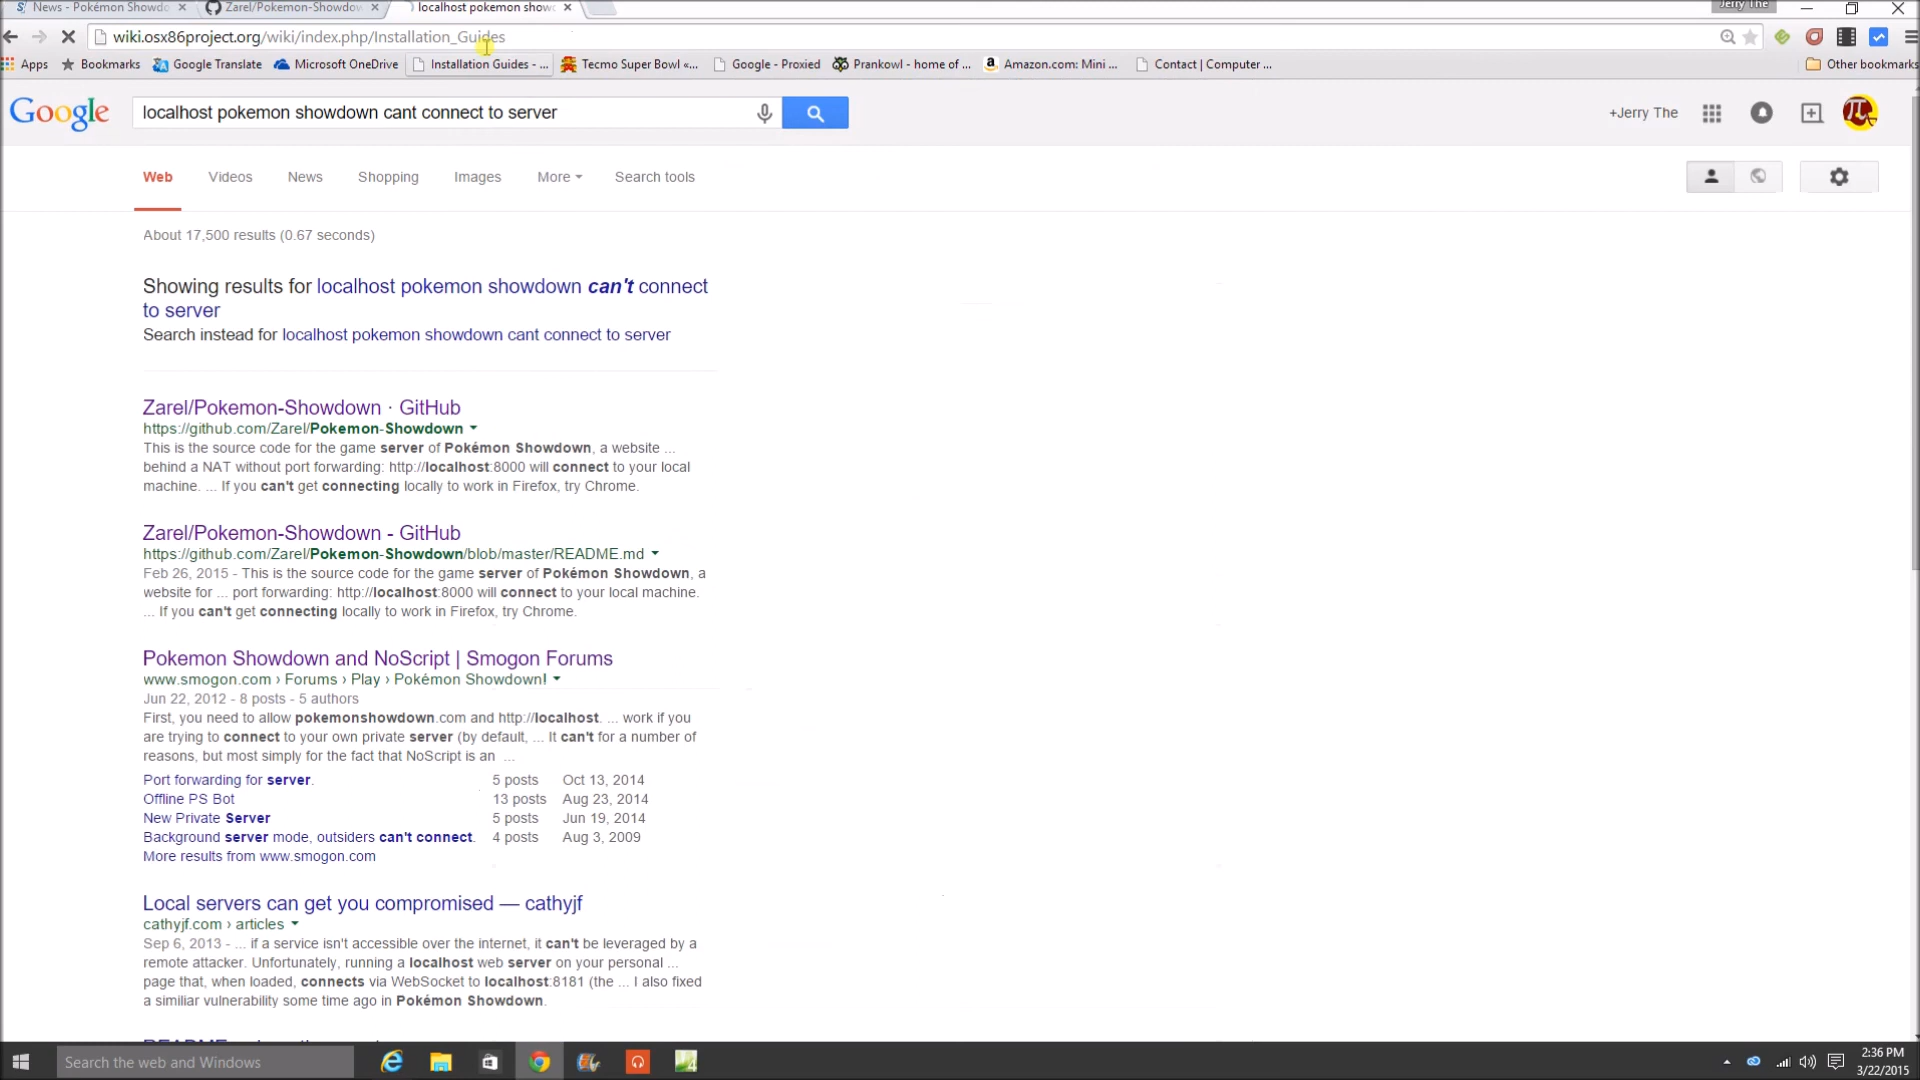 News - Pokémon Showdo
Zarel/Pokemon-Showdow
localhost pokemon showd
Jerry The
wiki.osx86project.org/wiki/index.php/Installation_Guides
Apps
Bookmarks
Google Translate
Microsoft OneDrive
Installation Guides - ...
Tecmo Super Bowl «...
Google - Proxied
Prankowl - home of ...
Amazon.com: Mini ...
Contact | Computer ...
Other bookmarks
Google
localhost pokemon showdown cant connect to server
+Jerry The
Web
Videos
News
Shopping
Images
More
Search tools
About 17,500 results (0.67 seconds)
Showing results for localhost pokemon showdown can't connect
to server
Search instead for localhost pokemon showdown cant connect to server
Zarel/Pokemon-Showdown · GitHub
https://github.com/Zarel/Pokemon-Showdown
This is the source code for the game server of Pokémon Showdown, a website ...
behind a NAT without port forwarding: http://localhost:8000 will connect to your local
machine. ... If you can't get connecting locally to work in Firefox, try Chrome.
Zarel/Pokemon-Showdown - GitHub
https://github.com/Zarel/Pokemon-Showdown/blob/master/README.md
Feb 26, 2015 - This is the source code for the game server of Pokémon Showdown, a
website for ... port forwarding: http://localhost:8000 will connect to your local machine.
... If you can't get connecting locally to work in Firefox, try Chrome.
Pokemon Showdown and NoScript | Smogon Forums
www.smogon.com › Forums › Play › Pokémon Showdown!
Jun 22, 2012 - 8 posts - 5 authors
First, you need to allow pokemonshowdown.com and http://localhost. ... work if you
are trying to connect to your own private server (by default, ... It can't for a number of
reasons, but most simply for the fact that NoScript is an ...
Port forwarding for server. 5 posts Oct 13, 2014
Offline PS Bot 13 posts Aug 23, 2014
New Private Server 5 posts Jun 19, 2014
Background server mode, outsiders can't connect. 4 posts Aug 3, 2009
More results from www.smogon.com
Local servers can get you compromised — cathyjf
cathyjf.com › articles
Sep 6, 2013 - ... if a service isn't accessible over the internet, it can't be leveraged by a
remote attacker. Unfortunately, running a localhost web server on your personal ...
page that, when loaded, connects via WebSocket to localhost:8181 (the ... I also fixed
a similiar vulnerability some time ago in Pokémon Showdown.
Search the web and Windows
2:36 PM
3/22/2015